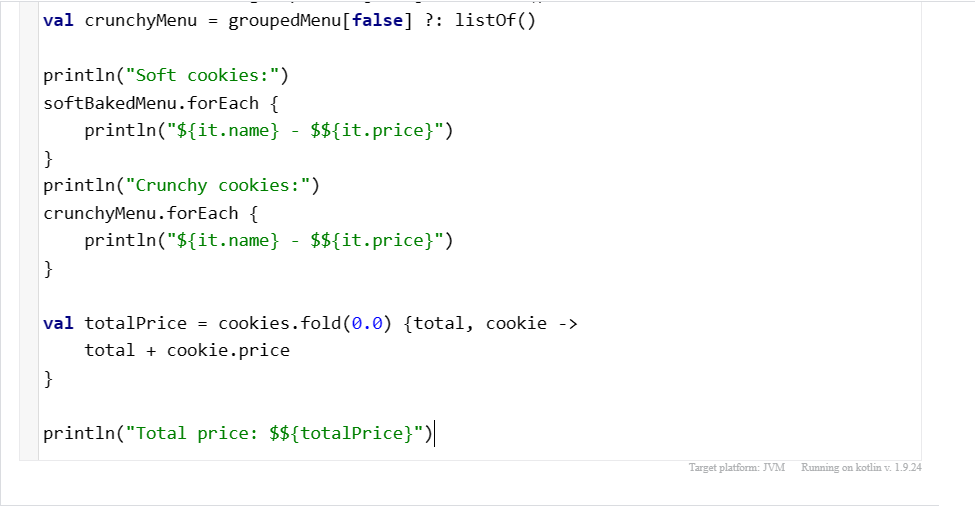 val crunchyMenu = groupedMenu[false] ?: listOf()

println("Soft cookies:")
softBakedMenu.forEach {
    println("${it.name} - $${it.price}")
}
println("Crunchy cookies:")
crunchyMenu.forEach {
    println("${it.name} - $${it.price}")
}

val totalPrice = cookies.fold(0.0) {total, cookie ->
    total + cookie.price
}

println("Total price: $${totalPrice}")
Target platform: JVM Running on kotlin v. 1.9.24